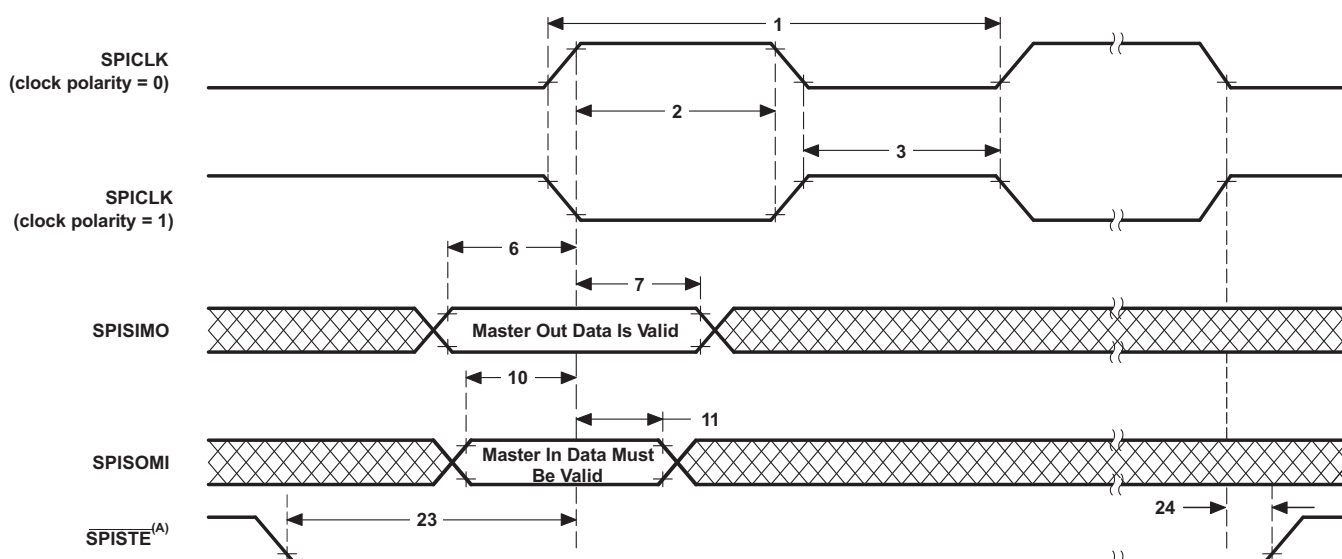 1
SPICLK
(clock polarity = 0)
2
3
SPICLK
(clock polarity = 1)
6
7
SPISIMO
Master Out Data Is Valid
10
11
SPISOMI
Master In Data Must
Be Valid
23
24
SPISTE(A)